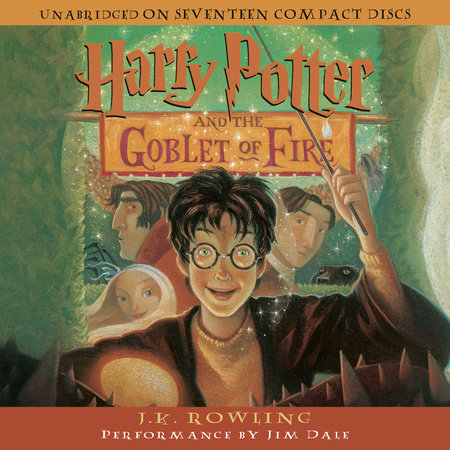 UNABRIDGED ON SEVENTEEN COMPACT DISCS
HARRY POTTER
AND THE
GOBLET OF FIRE
J.K. ROWLING
PERFORMANCE BY JIM DALE